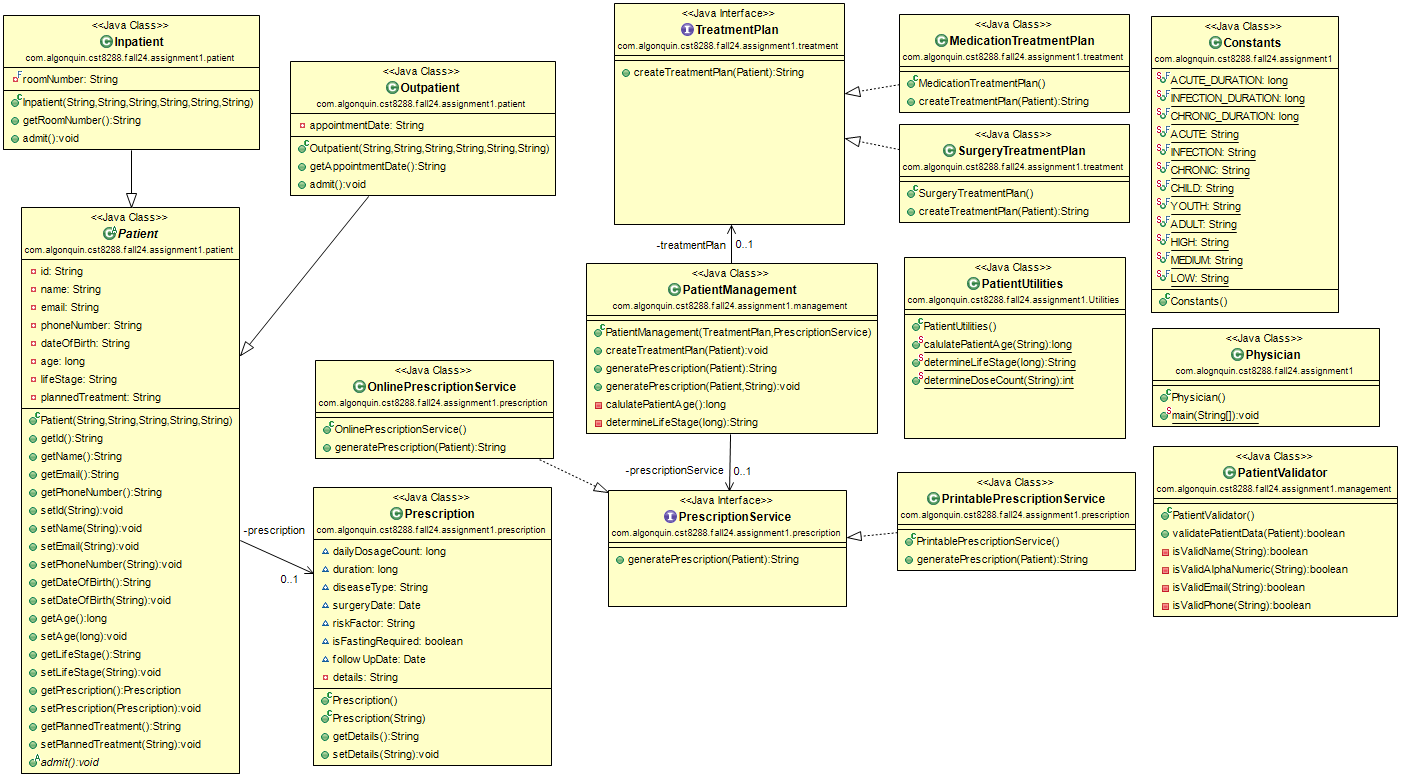 <<Java Class>>
Inpatient
com.algonquin.cst8288.fall24.assignment1.patient
roomNumber: String
Inpatient(String,String,String,String,String,String)
getRoomNumber():String
admit():void
<<Java Class>>
Outpatient
com.algonquin.cst8288.fall24.assignment1.patient
appointmentDate: String
Outpatient(String,String,String,String,String,String)
getAppointmentDate():String
admit():void
<<Java Class>>
Patient
com.algonquin.cst8288.fall24.assignment1.patient
id: String
name: String
email: String
phoneNumber: String
dateOfBirth: String
age: long
lifeStage: String
plannedTreatment: String
Patient(String,String,String,String,String)
getId():String
getName():String
getEmail():String
getPhoneNumber():String
setId(String):void
setName(String):void
setEmail(String):void
setPhoneNumber(String):void
getDateOfBirth():String
setDateOfBirth(String):void
getAge():long
setAge(long):void
getLifeStage():String
setLifeStage(String):void
getPrescription():Prescription
setPrescription(Prescription):void
getPlannedTreatment():String
setPlannedTreatment(String):void
admit():void
-prescription
0..1
<<Java Class>>
OnlinePrescriptionService
com.algonquin.cst8288.fall24.assignment1.prescription
OnlinePrescriptionService()
generatePrescription(Patient):String
<<Java Class>>
Prescription
com.algonquin.cst8288.fall24.assignment1.prescription
dailyDosageCount: long
duration: long
diseaseType: String
surgeryDate: Date
riskFactor: String
isFastingRequired: boolean
followUpDate: Date
details: String
Prescription()
Prescription(String)
getDetails():String
setDetails(String):void
<<Java Interface>>
TreatmentPlan
com.algonquin.cst8288.fall24.assignment1.treatment
createTreatmentPlan(Patient):String
-treatmentPlan
0..1
<<Java Class>>
PatientManagement
com.algonquin.cst8288.fall24.assignment1.management
PatientManagement(TreatmentPlan,PrescriptionService)
createTreatmentPlan(Patient):void
generatePrescription(Patient):String
generatePrescription(Patient,String):void
calulatePatientAge():long
determineLifeStage(long):String
-prescriptionService
0..1
<<Java Interface>>
PrescriptionService
com.algonquin.cst8288.fall24.assignment1.prescription
generatePrescription(Patient):String
<<Java Class>>
MedicationTreatmentPlan
com.algonquin.cst8288.fall24.assignment1.treatment
MedicationTreatmentPlan()
createTreatmentPlan(Patient):String
<<Java Class>>
SurgeryTreatmentPlan
com.algonquin.cst8288.fall24.assignment1.treatment
SurgeryTreatmentPlan()
createTreatmentPlan(Patient):String
<<Java Class>>
PatientUtilities
com.algonquin.cst8288.fall24.assignment1.Utilities
PatientUtilities()
calulatePatientAge(String):long
determineLifeStage(long):String
determineDoseCount(String):int
<<Java Class>>
PrintablePrescriptionService
com.algonquin.cst8288.fall24.assignment1.prescription
PrintablePrescriptionService()
generatePrescription(Patient):String
<<Java Class>>
Constants
com.algonquin.cst8288.fall24.assignment1
ACUTE_DURATION: long
INFECTION_DURATION: long
CHRONIC_DURATION: long
ACUTE: String
INFECTION: String
CHRONIC: String
CHILD: String
YOUTH: String
ADULT: String
HIGH: String
MEDIUM: String
LOW: String
Constants()
<<Java Class>>
Physician
com.algonquin.cst8288.fall24.assignment1
Physician()
main(String[]):void
<<Java Class>>
PatientValidator
com.algonquin.cst8288.fall24.assignment1.management
PatientValidator()
validatePatientData(Patient):boolean
isValidName(String):boolean
isValidAlphaNumeric(String):boolean
isValidEmail(String):boolean
isValidPhone(String):boolean